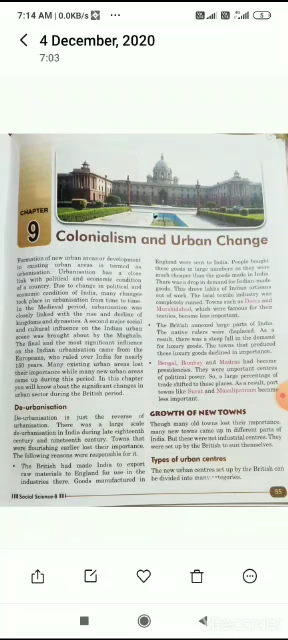 7:14 AM | 0.0KB/s
4 December, 2020
7:03
CHAPTER
9
Colonialism and Urban Change
Formation of new urban areas or development
in existing urban areas is termed as
urbanisation. Urbanisation has a close
link with political and economic condition
of a country. Due to change in political and
economic condition of India, many changes
took place in urbanisation from time to time.
In the Medieval period, urbanisation was
closely linked with the rise and decline of
kingdoms and dynasties. A second major social
and cultural influence on the Indian urban
scene was brought about by the Mughals.
The final and the most significant influence
on the Indian urbanisation came from the
Europeans, who ruled over India for nearly
150 years. Many existing urban areas lost
their importance while many new urban areas
came up during this period. In this chapter
you will know about the significant changes in
urban sector during the British period.
De-urbanisation
De-urbanisation is just the reverse of
urbanisation. There was a large scale
de-urbanisation in India during late eighteenth
century and nineteenth century. Towns that
were flourishing earlier lost their importance.
The following reasons were responsible for it.
• The British had made India to export
raw materials to England for use in the
industries there. Goods manufactured in
England were sent to India. People bought
these goods in large numbers as they were
much cheaper than the goods made in India.
There was a drop in demand for Indian-made
goods. This drove lakhs of Indian artisans
out of work. The local textile industry was
completely ruined. Towns such as Dacca and
Murshidabad, which were famous for their
textiles, become less important.
• The British annexed large parts of India.
The native rulers were displaced. As a
result, there was a steep fall in the demand
for luxury goods. The towns that produced
these luxury goods declined in importance.
• Bengal, Bombay and Madras had become
presidencies. They were important centres
of political power. So, a large percentage of
trade shifted to these places. As a result, port
towns like Surat and Masulipatnam become
less important.
GROWTH OF NEW TOWNS
Though many old towns lost their importance,
many new towns came up in different parts of
India. But these were not industrial centres. They
were set up by the British to suit themselves.
Types of urban centres
The new urban centres set up by the British can
be divided into many categories.
Social Science-8
95